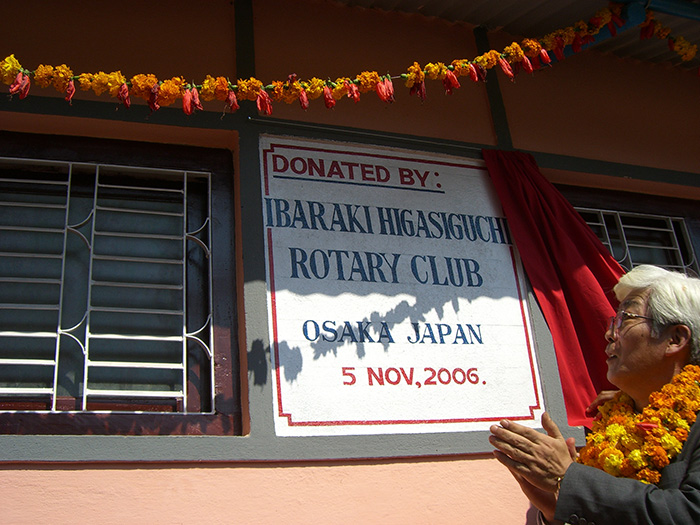 DONATED BY:
IBARAKI HIGASIGUCHI
ROTARY CLUB
OSAKA JAPAN
5 NOV,2006.